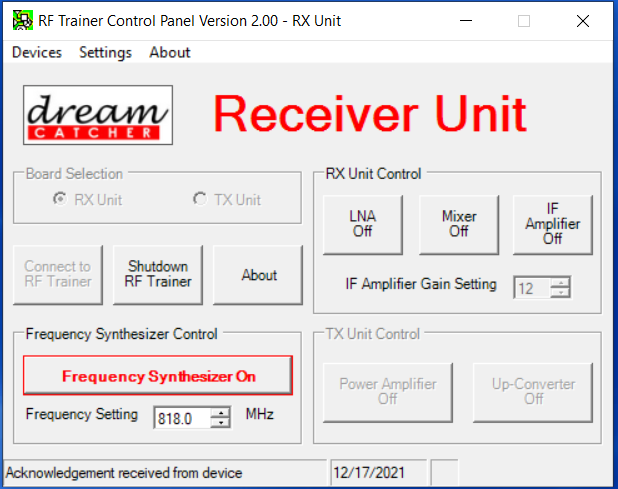 RF Trainer Control Panel Version 2.00 - RX Unit
Devices Settings About
dream
CATCHER
Receiver Unit
Board Selection
RX Unit TX Unit
Connect to
RF Trainer
Shutdown
RF Trainer
About
RX Unit Control
LNA
Off
Mixer
Off
IF
Amplifier
Off
IF Amplifier Gain Setting 12
Frequency Synthesizer Control
Frequency Synthesizer On
Frequency Setting 818.0 MHz
TX Unit Control
Power Amplifier
Off
Up-Converter
Off
Acknowledgement received from device 12/17/2021